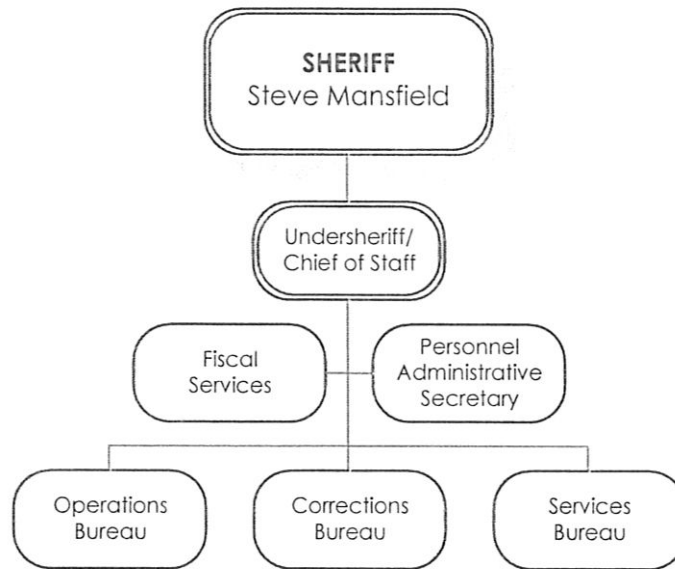 SHERIFF
Steve Mansfield
Undersheriff/
Chief of Staff
Fiscal
Services
Personnel
Administrative
Secretary
Operations
Bureau
Corrections
Bureau
Services
Bureau